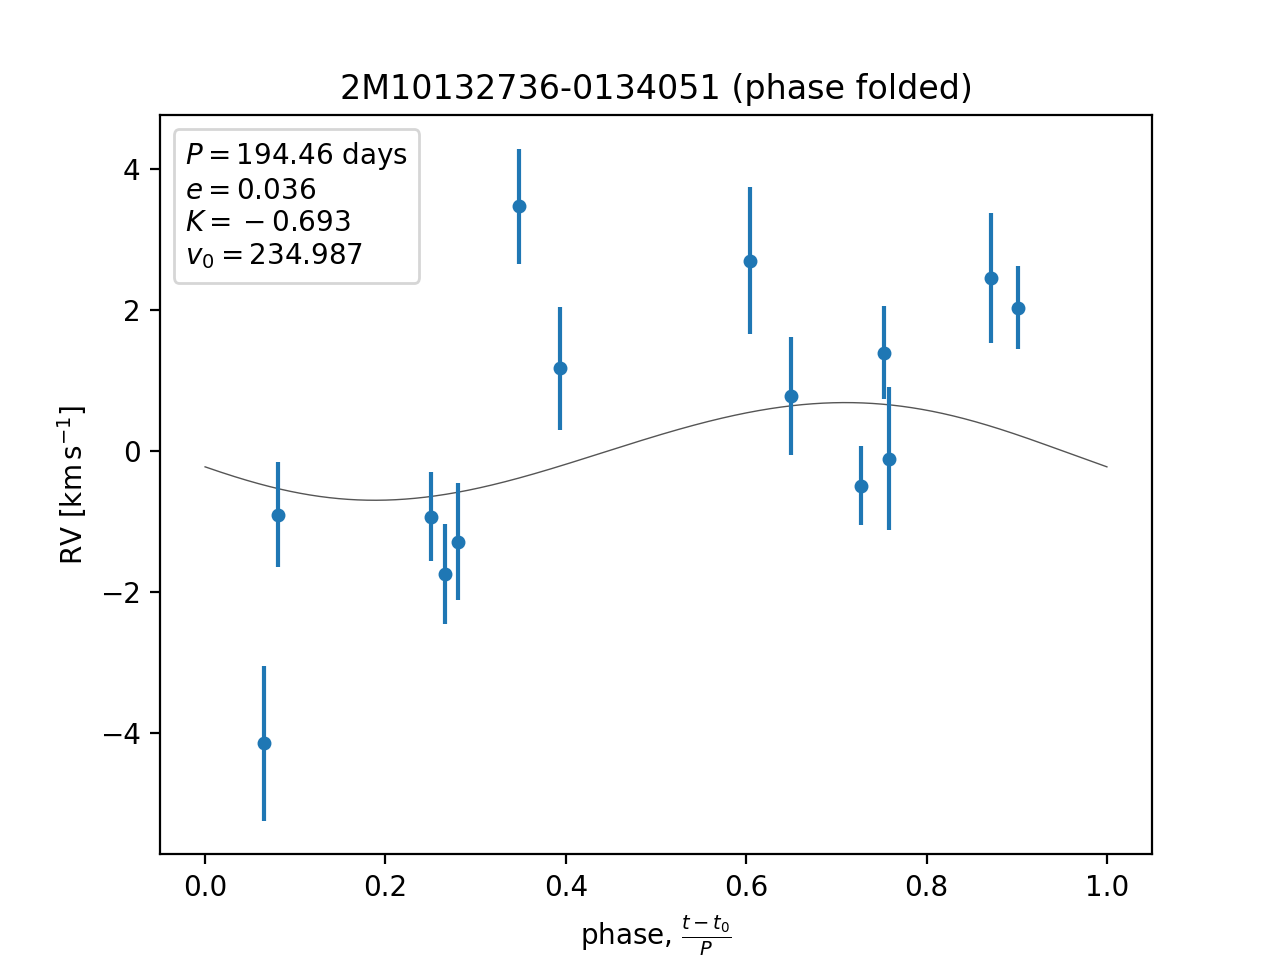 2M10132736-0134051 (phase folded)
P = 194.46 days
e = 0.036
K = −0.693
v₀ = 234.987
4
2
0
−2
−4
RV [km s⁻¹]
0.0 0.2 0.4 0.6 0.8 1.0
phase, (t − t₀)/P